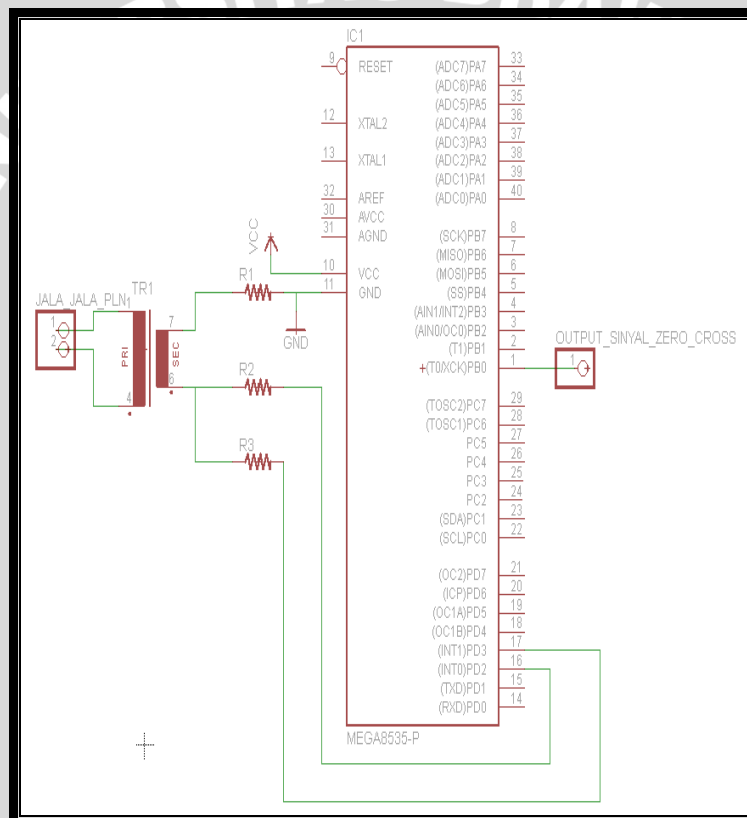 IC1
9 RESET (ADC7)PA7 33
(ADC6)PA6 34
(ADC5)PA5 35
12 XTAL2 (ADC4)PA4 36
(ADC3)PA3 37
13 XTAL1 (ADC2)PA2 38
(ADC1)PA1 39
32 AREF (ADC0)PA0 40
30 AVCC
31 AGND (SCK)PB7 8
(MISO)PB6 7
VCC
10 VCC (MOSI)PB5 6
11 GND (SS)PB4 5
(AIN1/INT2)PB3 4
(AIN0/OC0)PB2 3
(T1)PB1 2
+(T0/XCK)PB0 1
OUTPUT_SINYAL_ZERO_CROSS
1
JALA_JALA_PLN
1
2
TR1
1
4
PRI
SEC
7
6
R1
GND
R2
R3
(TOSC2)PC7 29
(TOSC1)PC6 28
PC5 27
PC4 26
PC3 25
PC2 24
(SDA)PC1 23
(SCL)PC0 22
(OC2)PD7 21
(ICP)PD6 20
(OC1A)PD5 19
(OC1B)PD4 18
(INT1)PD3 17
(INT0)PD2 16
(TXD)PD1 15
(RXD)PD0 14
MEGA8535-P